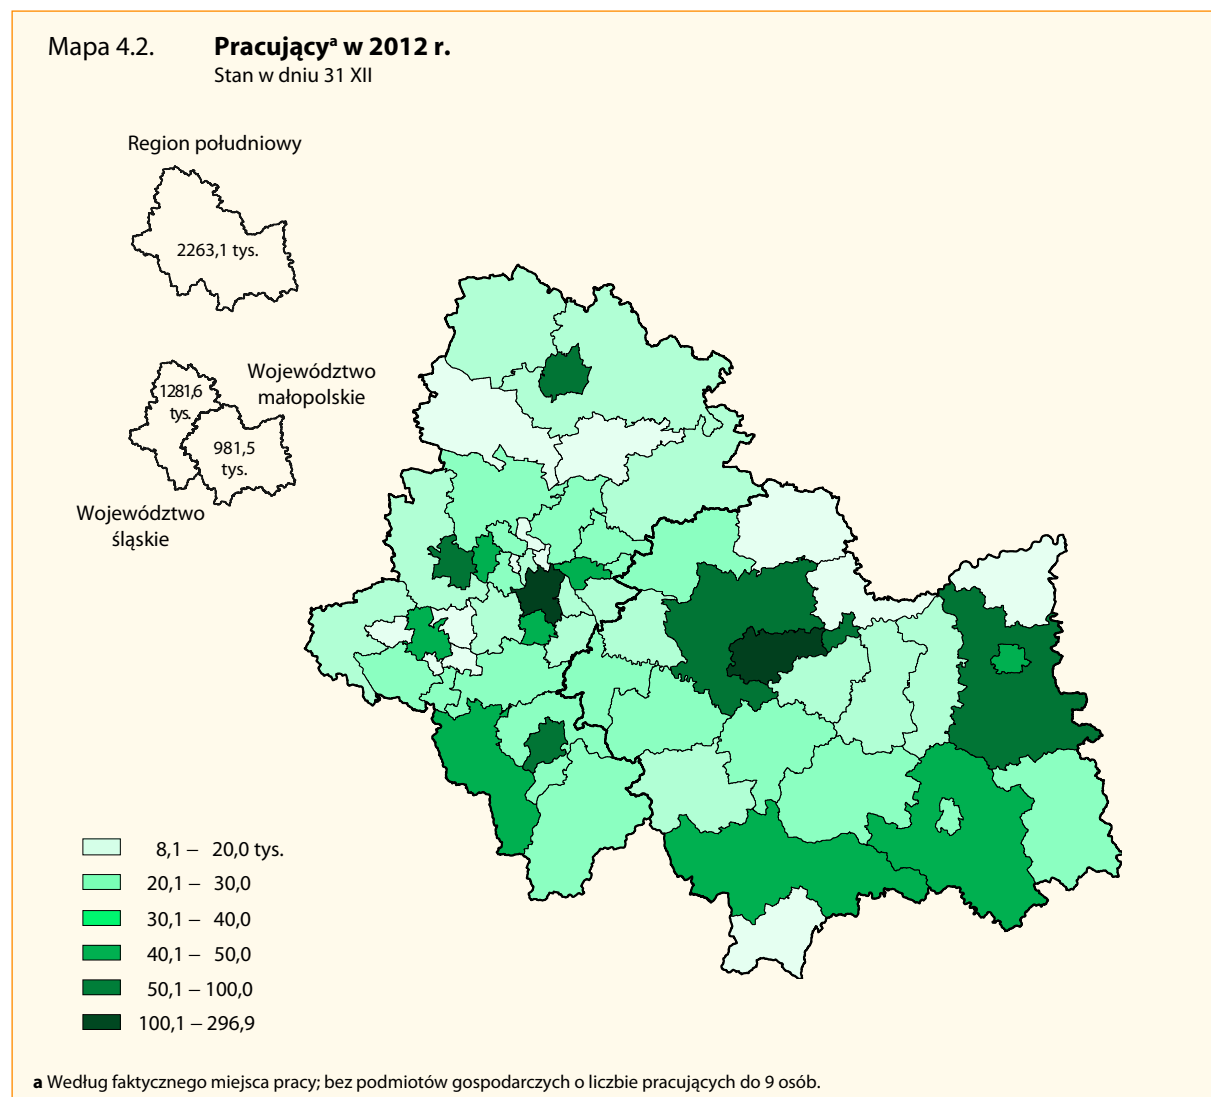 Mapa 4.2. Pracującyᵃ w 2012 r.
Stan w dniu 31 XII
Region południowy
2263,1 tys.
Województwo
małopolskie
1281,6
tys.
981,5
tys.
Województwo
śląskie
8,1 – 20,0 tys.
20,1 – 30,0
30,1 – 40,0
40,1 – 50,0
50,1 – 100,0
100,1 – 296,9
a Według faktycznego miejsca pracy; bez podmiotów gospodarczych o liczbie pracujących do 9 osób.